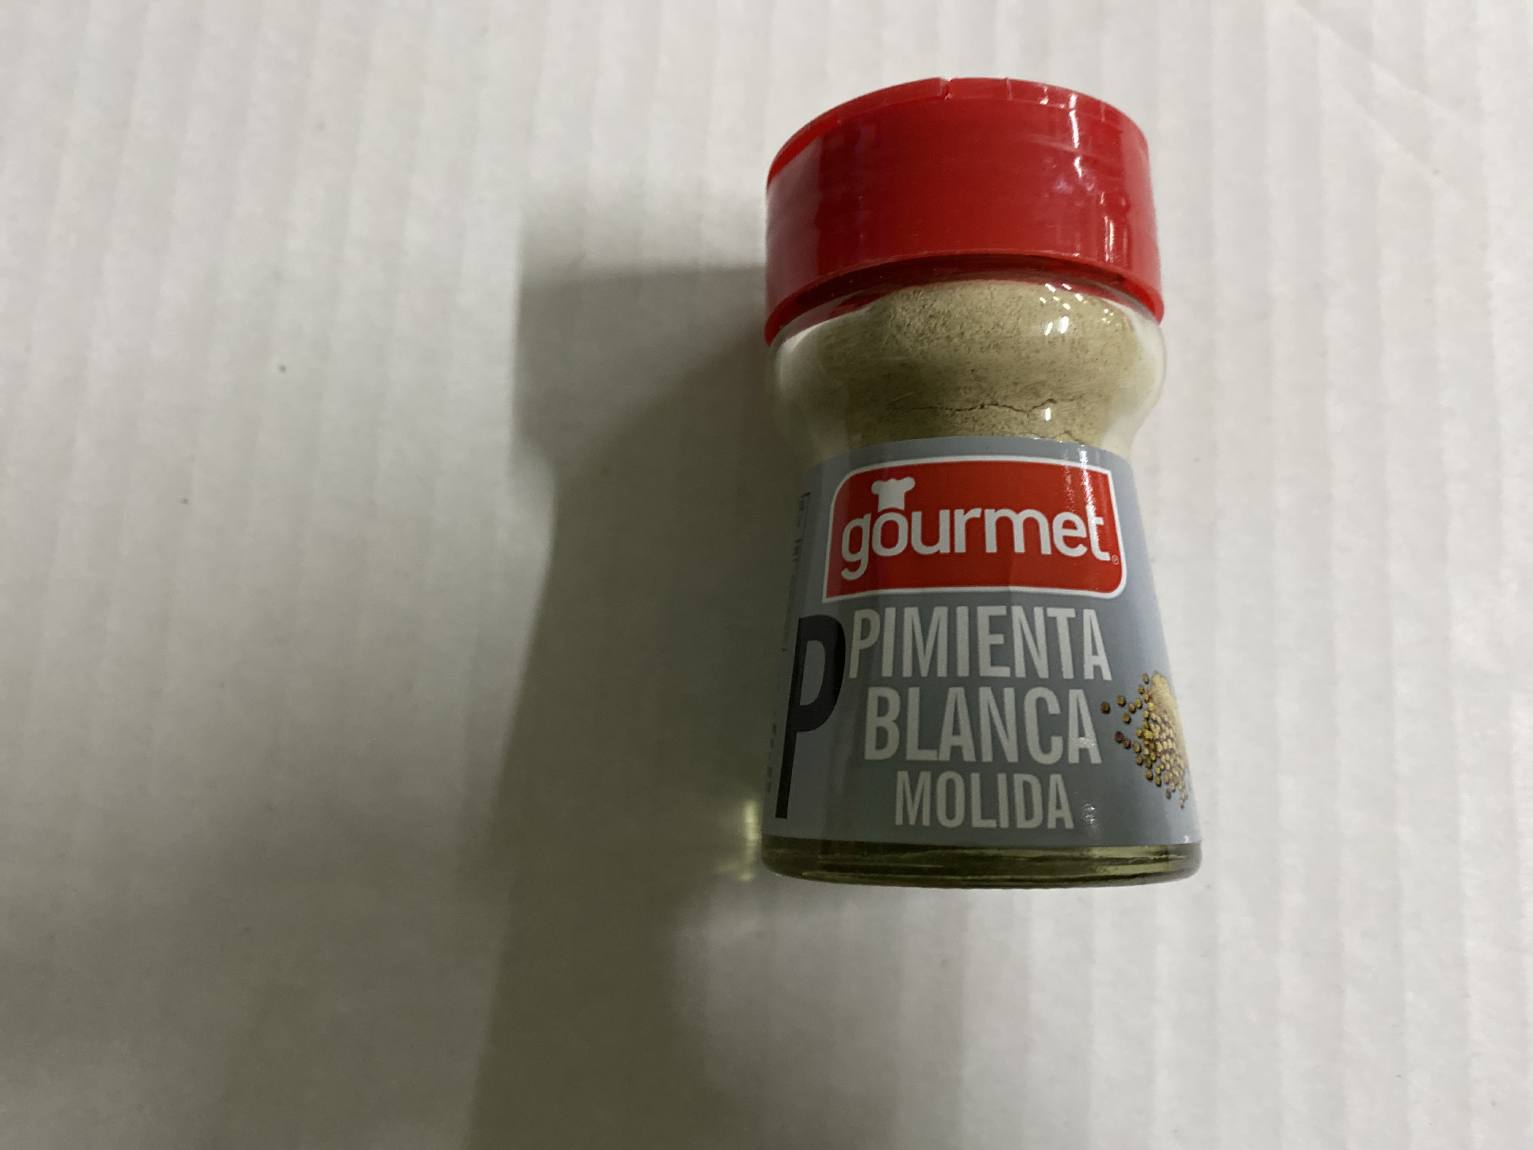 gourmet®
P
PIMIENTA
BLANCA
MOLIDA